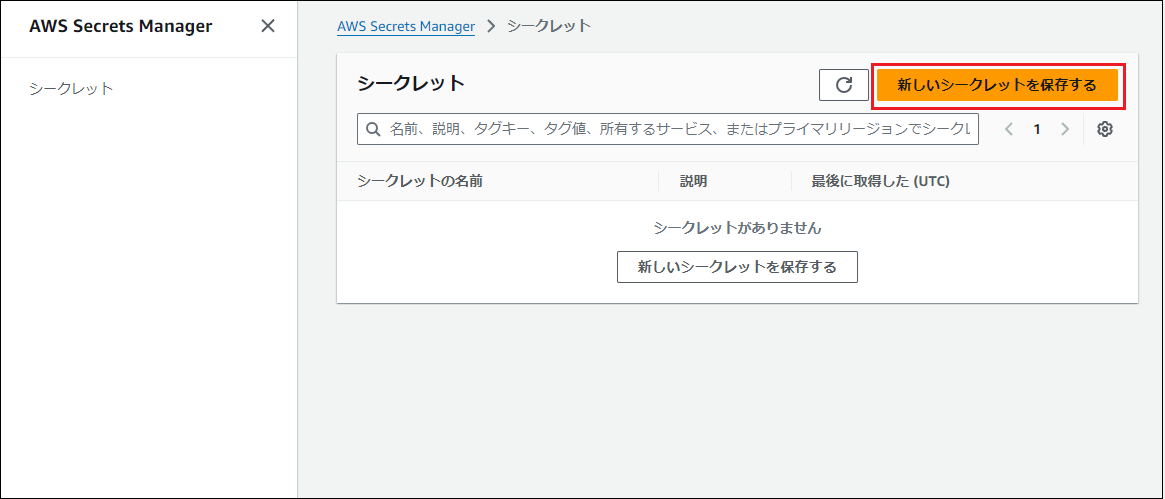 AWS Secrets Manager
シークレット
AWS Secrets Manager > シークレット
シークレット
新しいシークレットを保存する
名前、説明、タグキー、タグ値、所有するサービス、またはプライマリリージョンでシークレ
1
シークレットの名前 説明 最後に取得した (UTC)
シークレットがありません
新しいシークレットを保存する